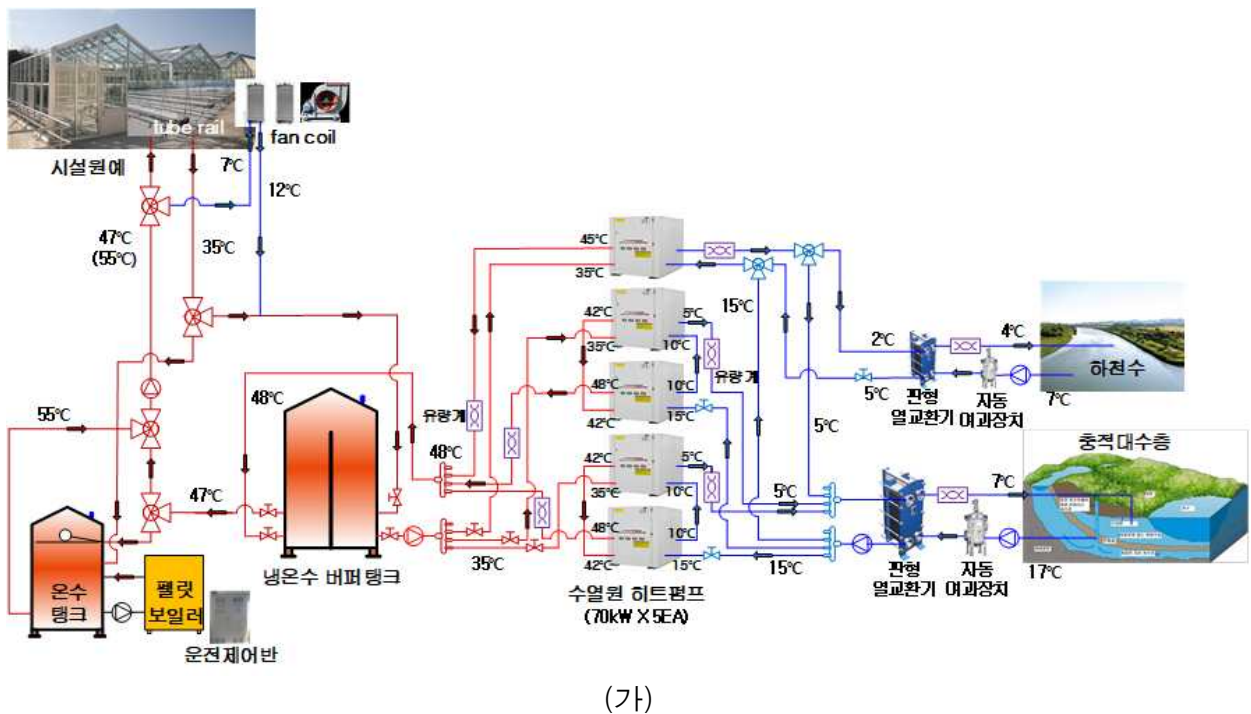 tube rail
fan coil
시설원예
7℃
12℃
47℃
(55℃)
35℃
45℃
35℃
15℃
42℃
5℃
35℃
10℃
유량계
2℃
4℃
하천수
5℃
7℃
판형
열교환기
자동
여과장치
48℃
10℃
42℃
15℃
5℃
55℃
48℃
유량계
48℃
충적대수층
42℃
5℃
35℃
10℃
5℃
7℃
47℃
48℃
10℃
42℃
15℃
35℃
15℃
17℃
판형
열교환기
자동
여과장치
냉온수 버퍼탱크
수열원 히트펌프
(70kW X 5EA)
온수
탱크
펠릿
보일러
운전제어반
(가)